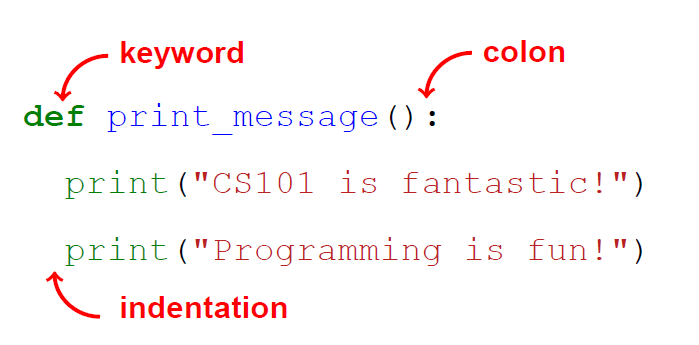 keyword colon
def print_message():
print("CS101 is fantastic!")
print("Programming is fun!")
indentation